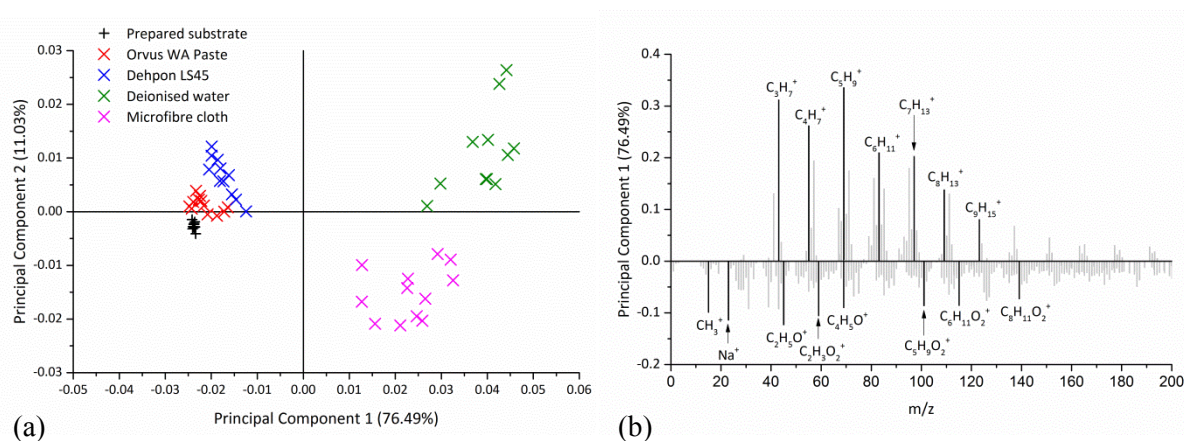 + Prepared substrate
× Orvus WA Paste
× Dehpon LS45
× Deionised water
× Microfibre cloth
0.03
0.02
0.01
0.00
-0.01
-0.02
-0.03
Principal Component 2 (11.03%)
-0.05 -0.04 -0.03 -0.02 -0.01 0.00 0.01 0.02 0.03 0.04 0.05 0.06
Principal Component 1 (76.49%)
(a)
0.4
0.3
0.2
0.1
0.0
-0.1
-0.2
Principal Component 1 (76.49%)
C₃H₇⁺
C₄H₇⁺
C₅H₉⁺
C₆H₁₁⁺
C₇H₁₃⁺
C₈H₁₃⁺
C₉H₁₅⁺
CH₃⁺
Na⁺
C₂H₅O⁺
C₂H₃O₂⁺
C₄H₅O⁺
C₅H₉O₂⁺
C₆H₁₁O₂⁺
C₈H₁₁O₂⁺
0 20 40 60 80 100 120 140 160 180 200
m/z
(b)